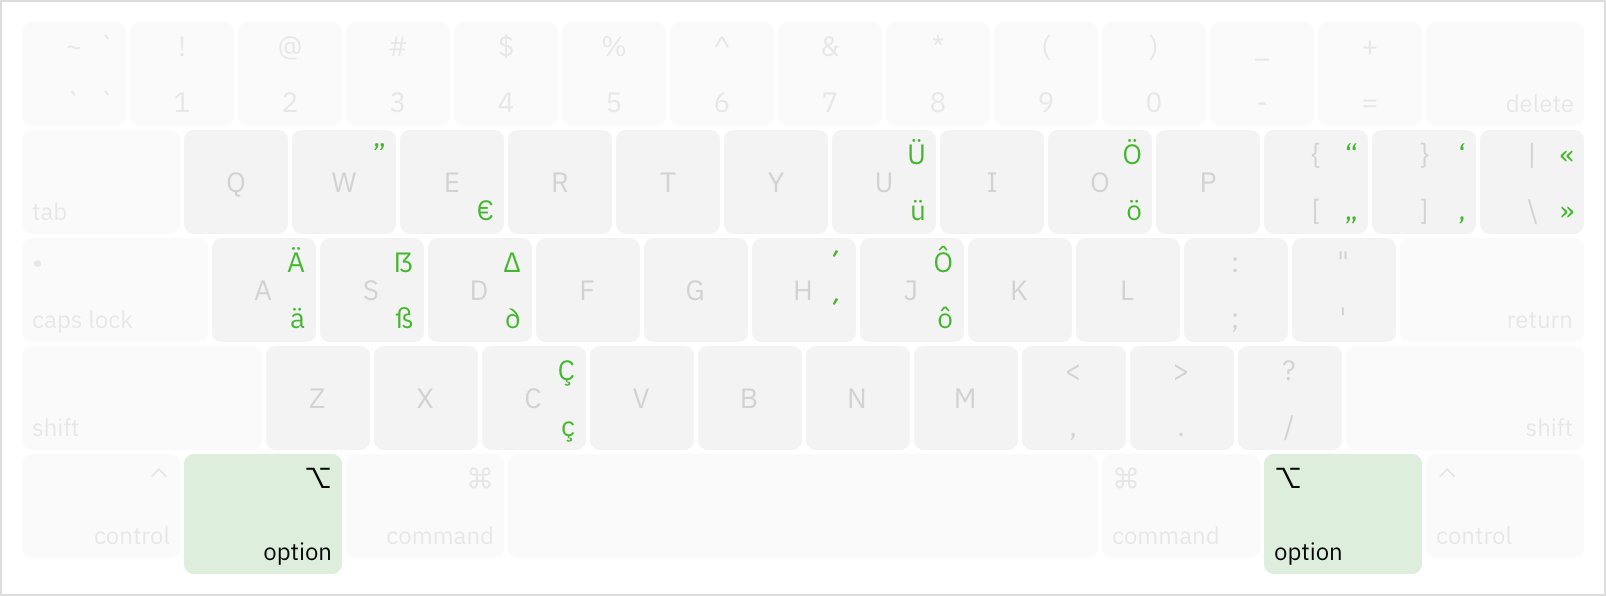 ~ ` ! @ # $ % ^ & * ( ) _ +
` ` 1 2 3 4 5 6 7 8 9 0 - = delete
” Ü Ö { “ } ‘ | «
Q W E R T Y U I O P
tab € ü ö [ „ ] ‚ \ »
• Ä ẞ Δ ′ Ô : "
A S D F G H J K L
caps lock ä ß ∂ ′ ô ; ' return
Ç < > ?
Z X C V B N M
shift ç , . / shift
^ ⌥ ⌘ ⌘ ⌥ ^
control command command control
option option